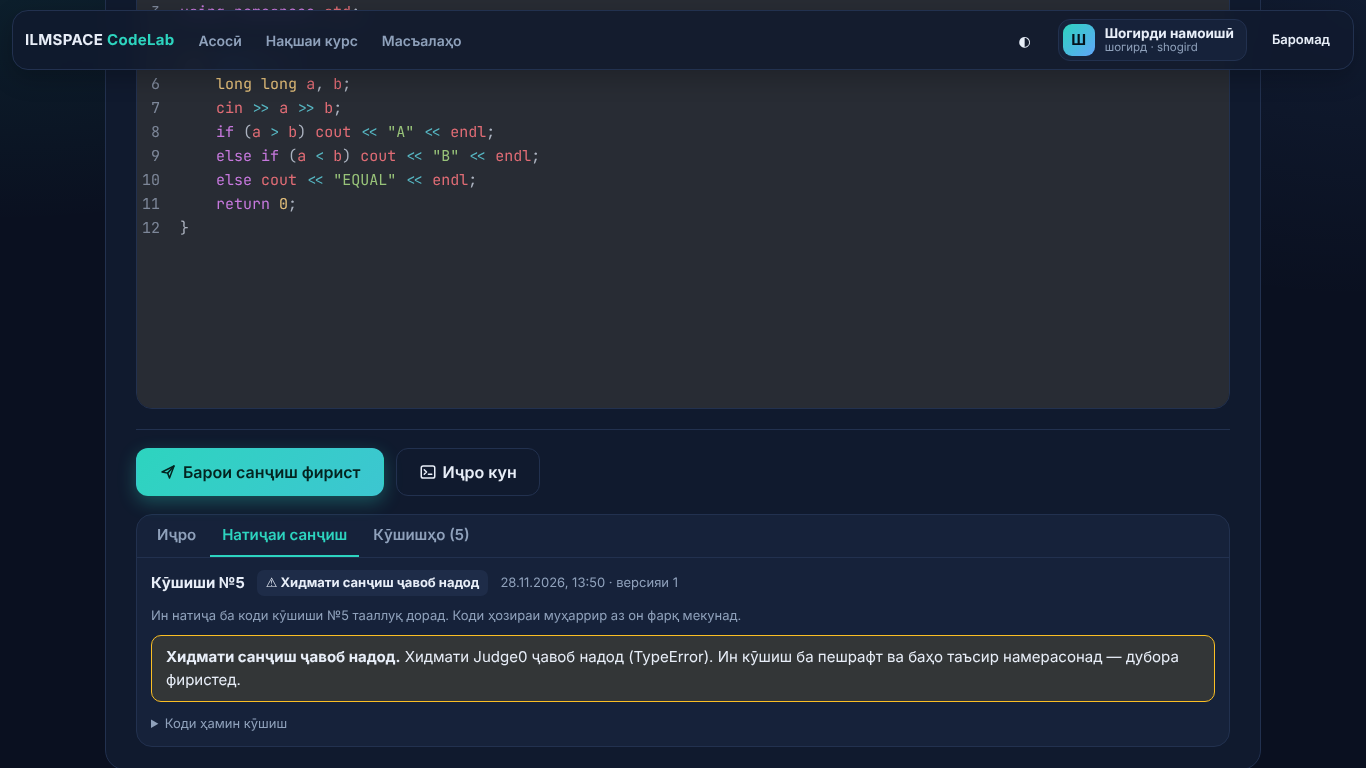 ILMSPACE CodeLab Асосӣ Нақшаи курс Масъалаҳо Ш Шогирди намоишӣ Баромад
шогирд · shogird
6 long long a, b;
7 cin >> a >> b;
8 if (a > b) cout << "A" << endl;
9 else if (a < b) cout << "B" << endl;
10 else cout << "EQUAL" << endl;
11 return 0;
12 }
Барои санҷиш фирист Иҷро кун
Иҷро Натиҷаи санҷиш Кӯшишҳо (5)
Кӯшиши №5 ⚠ Хидмати санҷиш ҷавоб надод 28.11.2026, 13:50 · версияи 1
Ин натиҷа ба коди кӯшиши №5 тааллуқ дорад. Коди ҳозираи муҳаррир аз он фарқ мекунад.
Хидмати санҷиш ҷавоб надод. Хидмати Judge0 ҷавоб надод (TypeError). Ин кӯшиш ба пешрафт ва баҳо таъсир намерасонад — дубора
фиристед.
Коди ҳамин кӯшиш